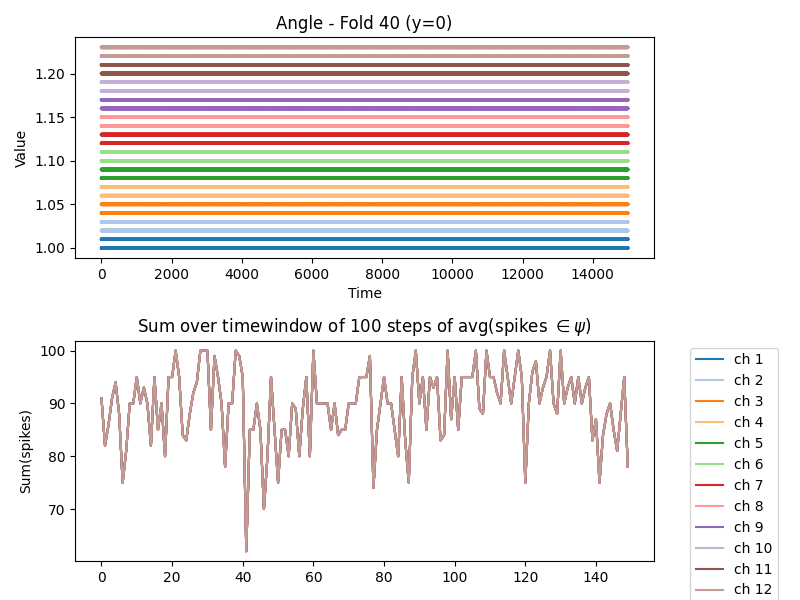 Angle - Fold 40 (y=0)
1.20
1.15
1.10
1.05
1.00
Value
0 2000 4000 6000 8000 10000 12000 14000
Time
Sum over timewindow of 100 steps of avg(spikes ∈ ψ)
100
90
80
70
Sum(spikes)
0 20 40 60 80 100 120 140
ch 1
ch 2
ch 3
ch 4
ch 5
ch 6
ch 7
ch 8
ch 9
ch 10
ch 11
ch 12